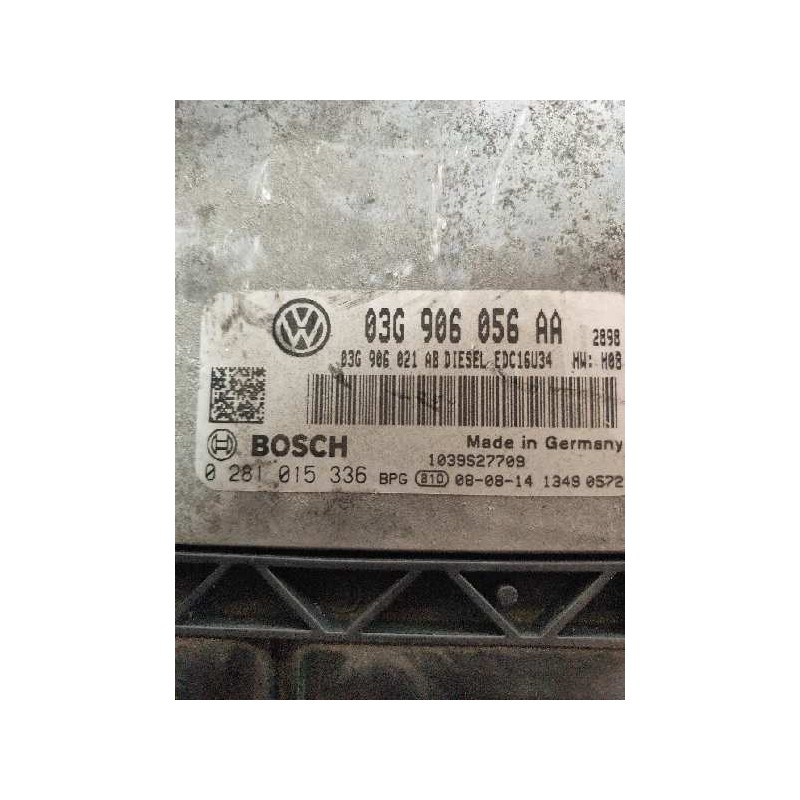 03G 906 056 AA 2898
03G 906 021 AB DIESEL EDC16U34 HW: H08
BOSCH Made in Germany
1039S27709
0 281 015 336 BPG 810 08-08-14 1349 0572